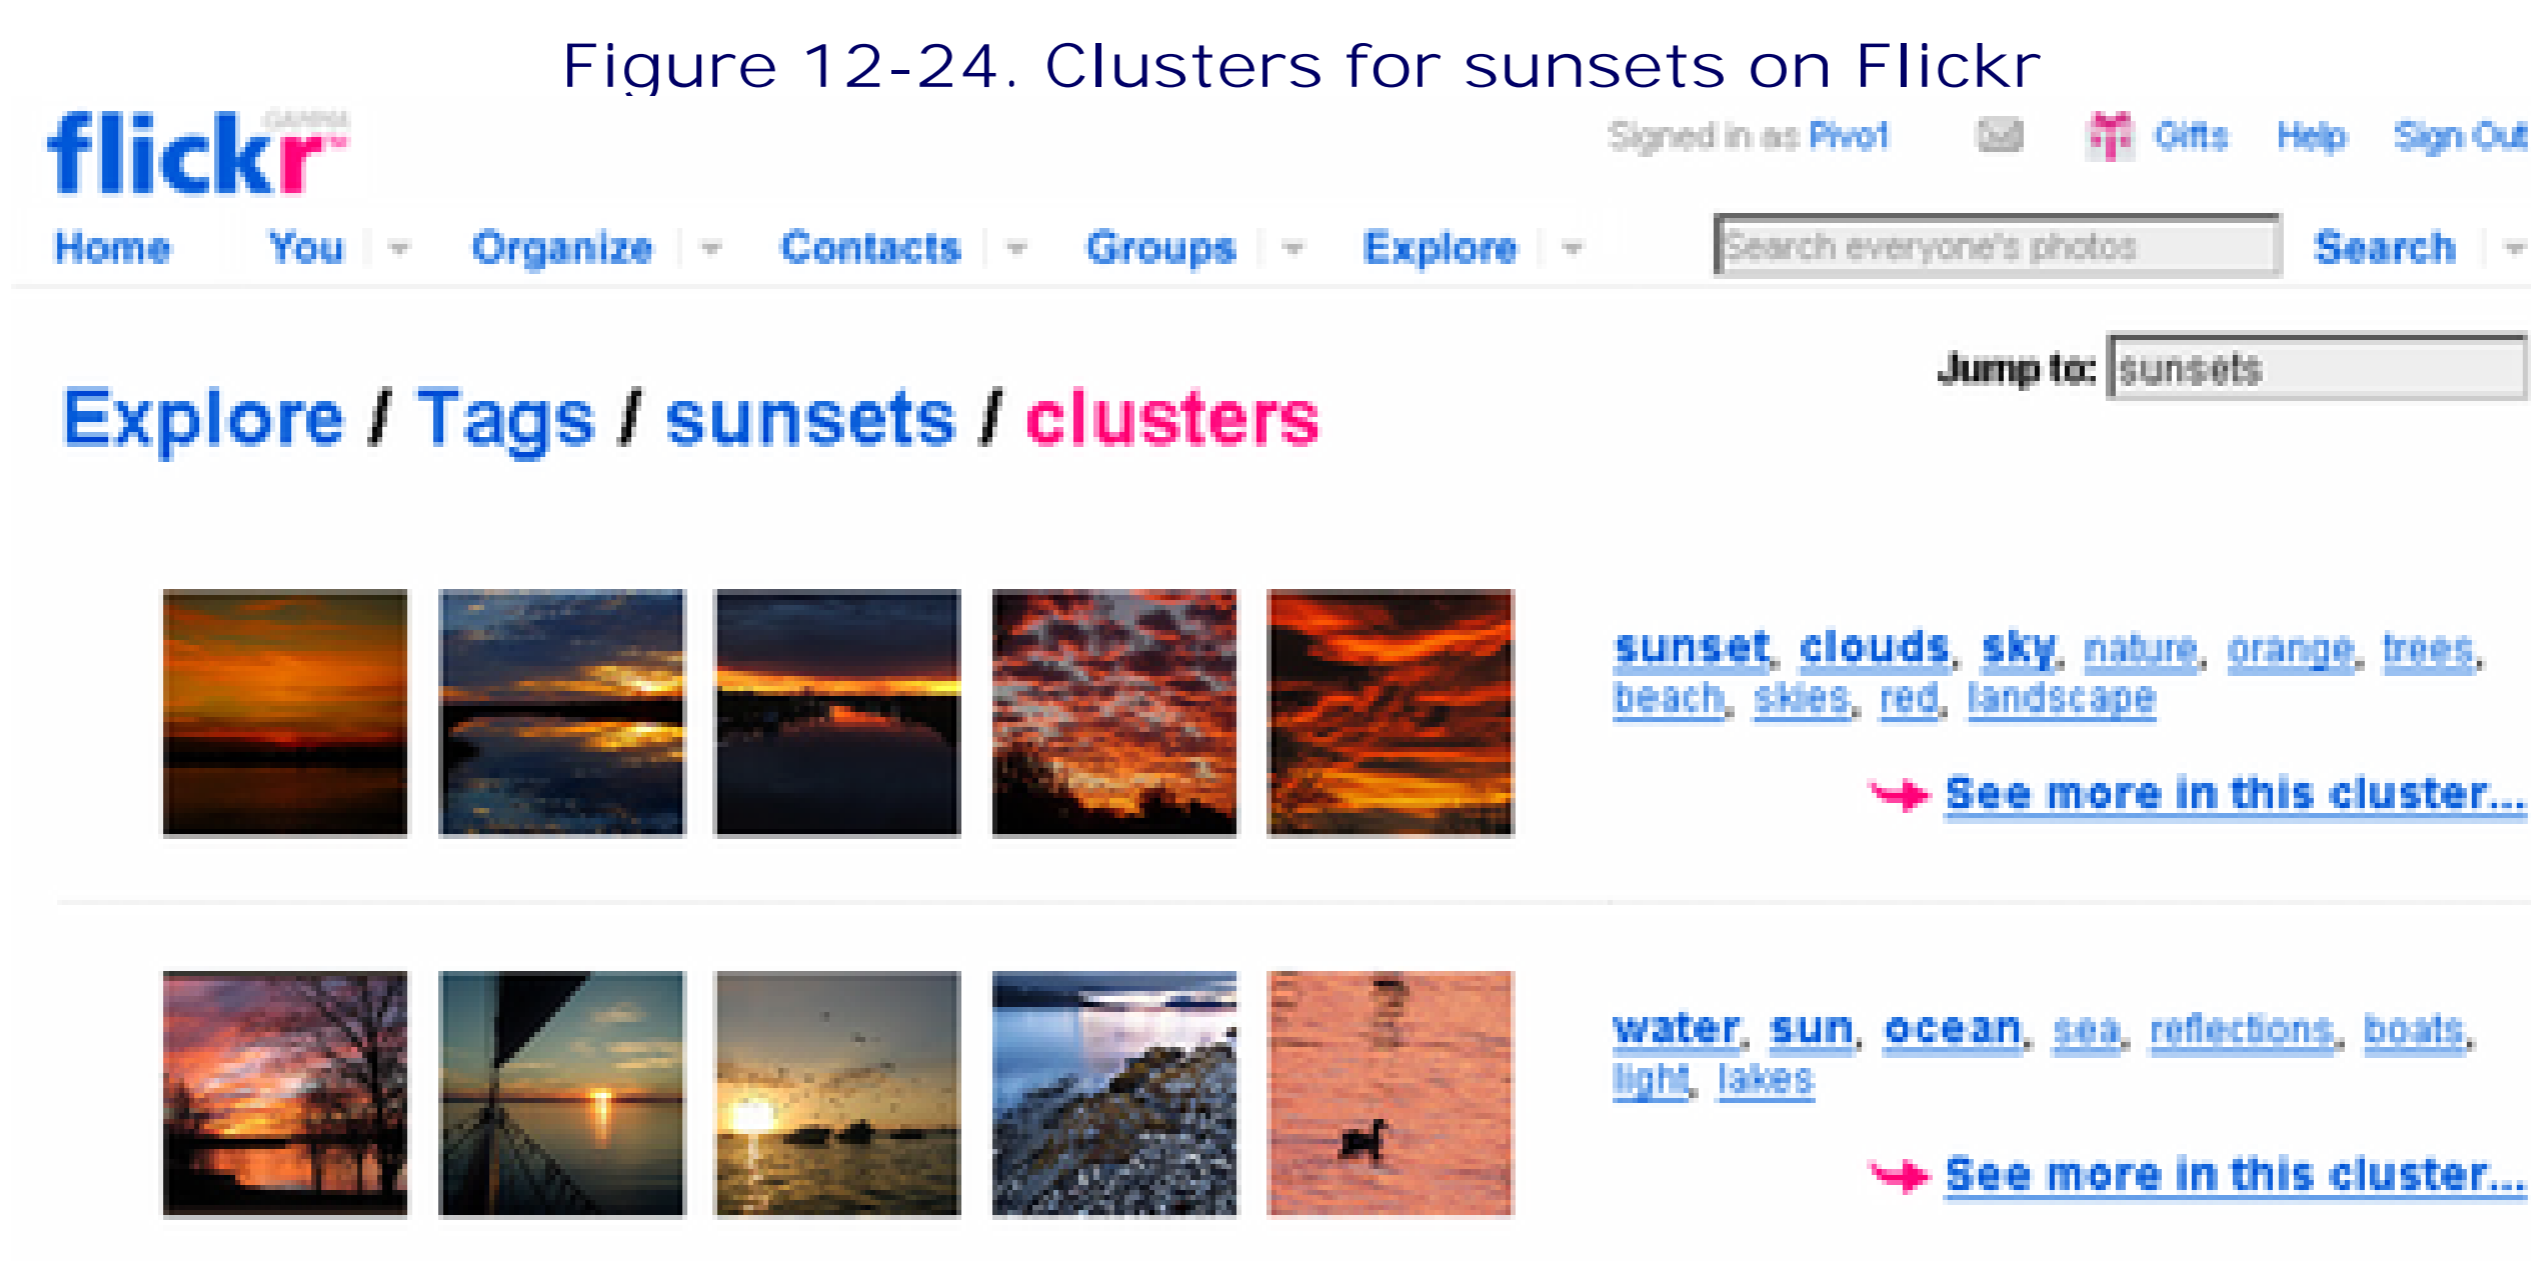 Figure 12-24. Clusters for sunsets on Flickr
flickr GAMMA
Signed in as Pivot Gifts Help Sign Out
Home You Organize Contacts Groups Explore Search everyone's photos Search
Jump to: sunsets
Explore / Tags / sunsets / clusters
sunset, clouds, sky, nature, orange, trees,
beach, skies, red, landscape
See more in this cluster...
water, sun, ocean, sea, reflections, boats,
light, lakes
See more in this cluster...